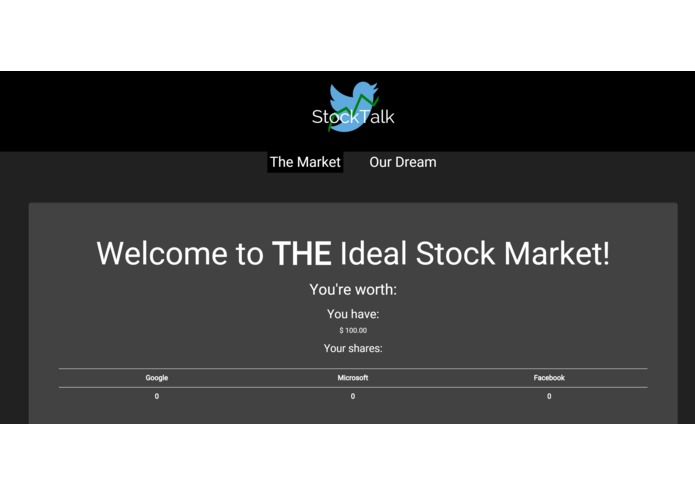 StockTalk
The Market Our Dream
Welcome to THE Ideal Stock Market!
You're worth:
You have:
$ 100.00
Your shares:
Google Microsoft Facebook
0 0 0